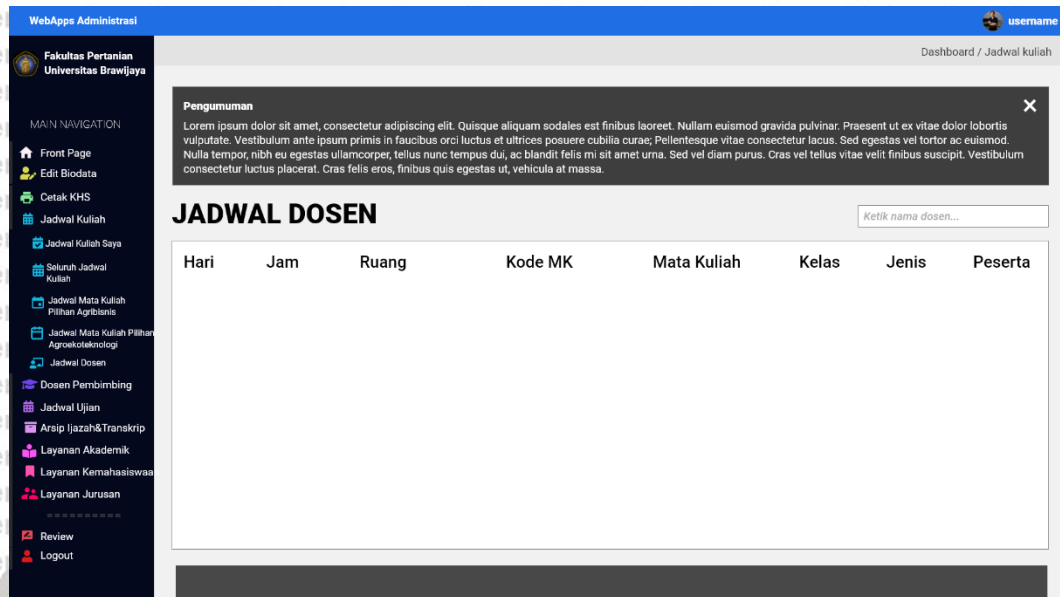 WebApps Administrasi
username
Fakultas Pertanian
Universitas Brawijaya
Dashboard / Jadwal kuliah
MAIN NAVIGATION
Front Page
Edit Biodata
Cetak KHS
Jadwal Kuliah
Jadwal Kuliah Saya
Seluruh Jadwal
Kuliah
Jadwal Mata Kuliah
Pilihan Agribisnis
Jadwal Mata Kuliah Pilihan
Agroekoteknologi
Jadwal Dosen
Dosen Pembimbing
Jadwal Ujian
Arsip Ijazah&Transkrip
Layanan Akademik
Layanan Kemahasiswaa
Layanan Jurusan
==========
Review
Logout
Pengumuman
Lorem ipsum dolor sit amet, consectetur adipiscing elit. Quisque aliquam sodales est finibus laoreet. Nullam euismod gravida pulvinar. Praesent ut ex vitae dolor lobortis
vulputate. Vestibulum ante ipsum primis in faucibus orci luctus et ultrices posuere cubilia curae; Pellentesque vitae consectetur lacus. Sed egestas vel tortor ac euismod.
Nulla tempor, nibh eu egestas ullamcorper, tellus nunc tempus dui, ac blandit felis mi sit amet urna. Sed vel diam purus. Cras vel tellus vitae velit finibus suscipit. Vestibulum
consectetur luctus placerat. Cras felis eros, finibus quis egestas ut, vehicula at massa.
JADWAL DOSEN
Ketik nama dosen...
Hari Jam Ruang Kode MK Mata Kuliah Kelas Jenis Peserta